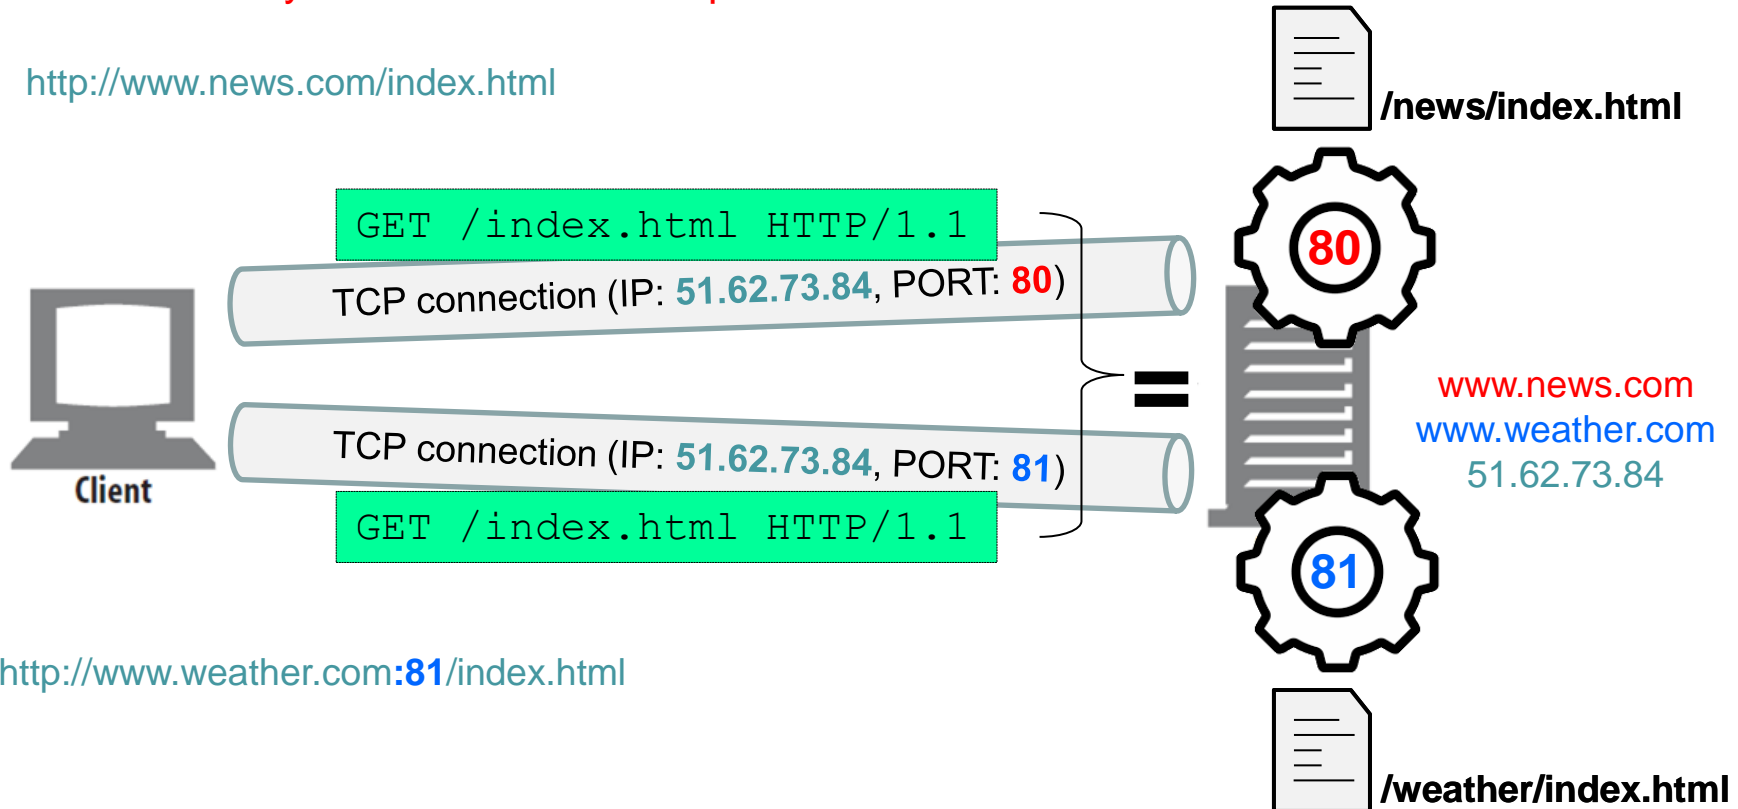 http://www.news.com/index.html
/news/index.html
GET /index.html HTTP/1.1
80
TCP connection (IP: 51.62.73.84, PORT: 80)
=
www.news.com
www.weather.com
51.62.73.84
TCP connection (IP: 51.62.73.84, PORT: 81)
Client
GET /index.html HTTP/1.1
81
http://www.weather.com:81/index.html
/weather/index.html